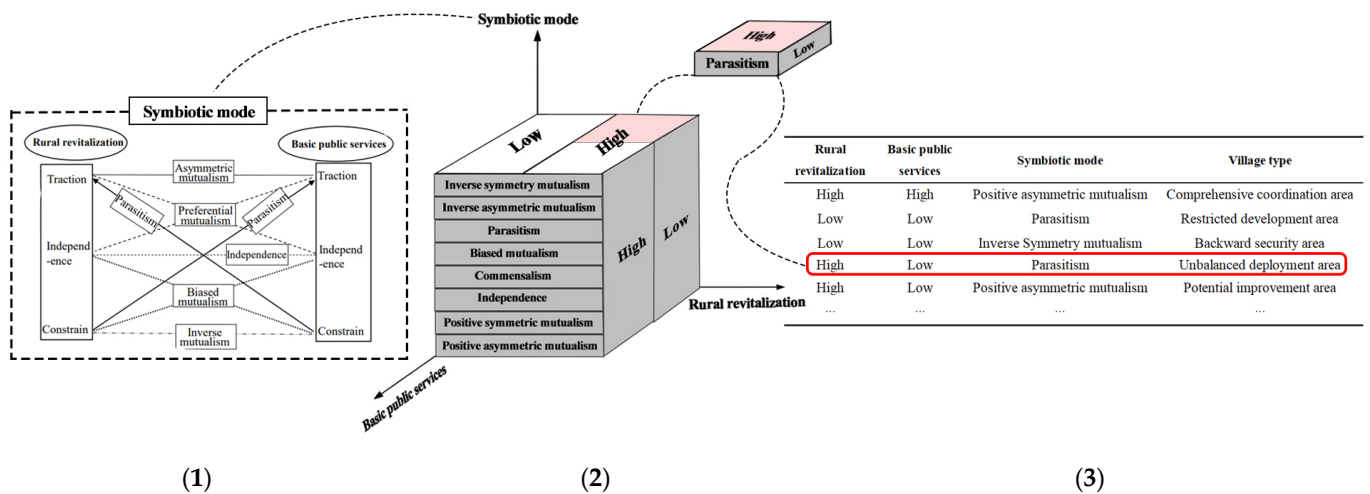 Symbiotic mode
Rural revitalization
Basic public services
Traction
Independ
-ence
Constrain
Asymmetric
mutualism
Parasitism
Preferential
mutualism
Parasitism
Independence
Biased
mutualism
Inverse
mutualism
Traction
Independ
-ence
Constrain
(1)
Symbiotic mode
Low
High
Inverse symmetry mutualism
Inverse asymmetric mutualism
Parasitism
Biased mutualism
Commensalism
Independence
Positive symmetric mutualism
Positive asymmetric mutualism
High
Low
Rural revitalization
Basic public services
(2)
High
Parasitism
Low
Rural revitalization Basic public services Symbiotic mode Village type
High High Positive asymmetric mutualism Comprehensive coordination area
Low Low Parasitism Restricted development area
Low Low Inverse Symmetry mutualism Backward security area
High Low Parasitism Unbalanced deployment area
High Low Positive asymmetric mutualism Potential improvement area
... ... ... ...
(3)